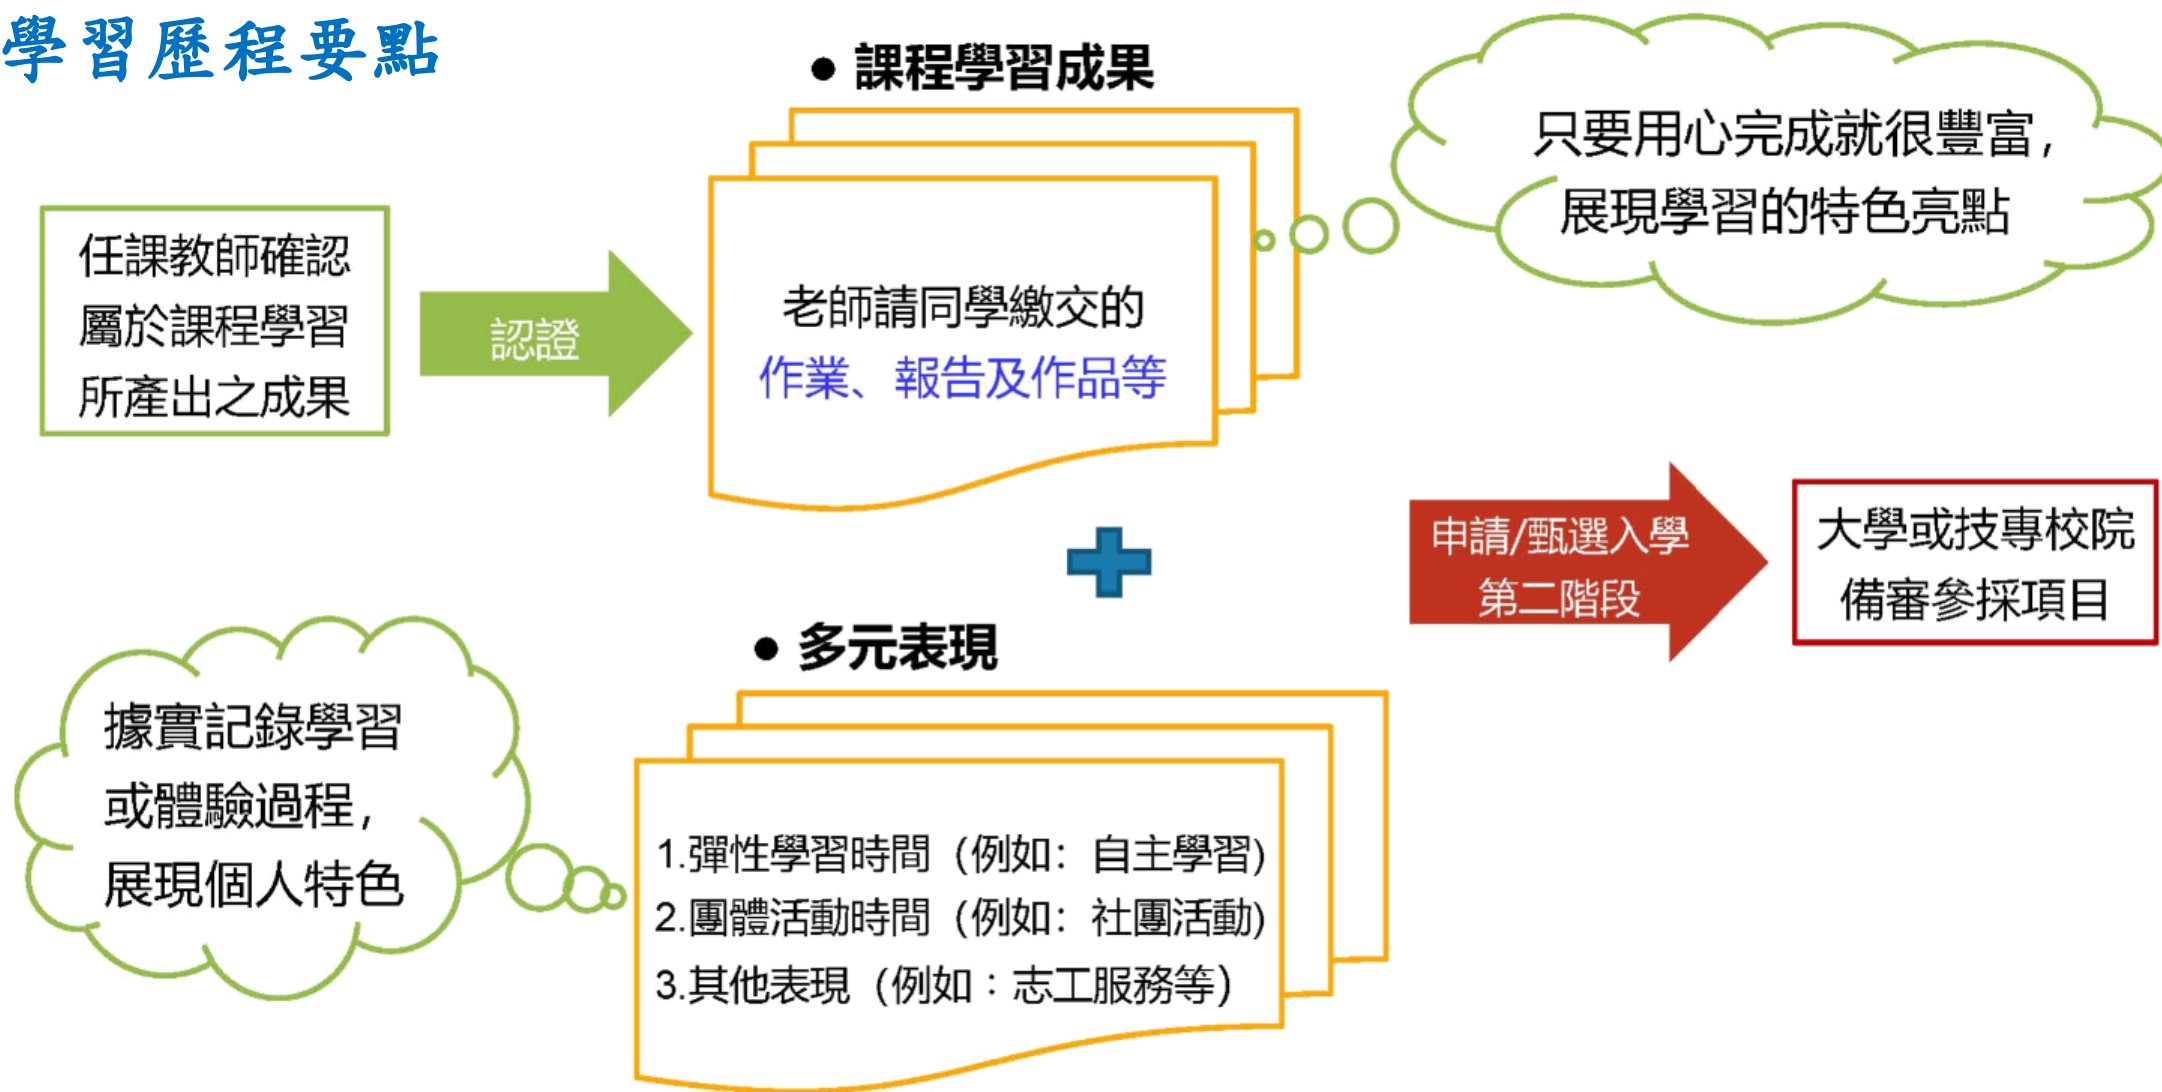 學習歷程要點
● 課程學習成果
只要用心完成就很豐富,
展現學習的特色亮點
任課教師確認
屬於課程學習
所產出之成果
認證
老師請同學繳交的
作業、報告及作品等
申請/甄選入學
第二階段
大學或技專校院
備審參採項目
● 多元表現
據實記錄學習
或體驗過程,
展現個人特色
1.彈性學習時間 (例如: 自主學習)
2.團體活動時間 (例如: 社團活動)
3.其他表現 (例如：志工服務等)